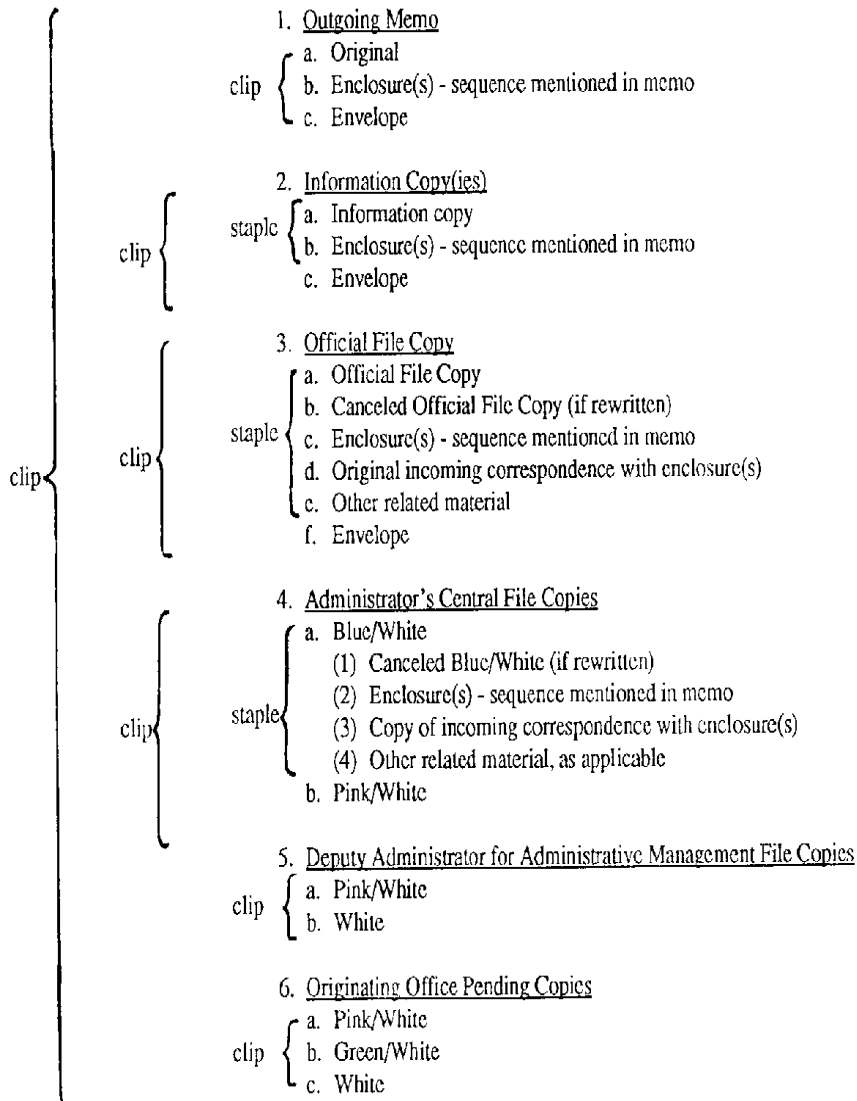 1. Outgoing Memo
a. Original
clip b. Enclosure(s) - sequence mentioned in memo
c. Envelope
2. Information Copy(ies)
staple a. Information copy
b. Enclosure(s) - sequence mentioned in memo
clip
c. Envelope
3. Official File Copy
a. Official File Copy
b. Canceled Official File Copy (if rewritten)
staple c. Enclosure(s) - sequence mentioned in memo
clip
clip d. Original incoming correspondence with enclosure(s)
e. Other related material
f. Envelope
4. Administrator's Central File Copies
a. Blue/White
(1) Canceled Blue/White (if rewritten)
(2) Enclosure(s) - sequence mentioned in memo
clip staple (3) Copy of incoming correspondence with enclosure(s)
(4) Other related material, as applicable
b. Pink/White
5. Deputy Administrator for Administrative Management File Copies
clip a. Pink/White
b. White
6. Originating Office Pending Copies
a. Pink/White
clip b. Green/White
c. White